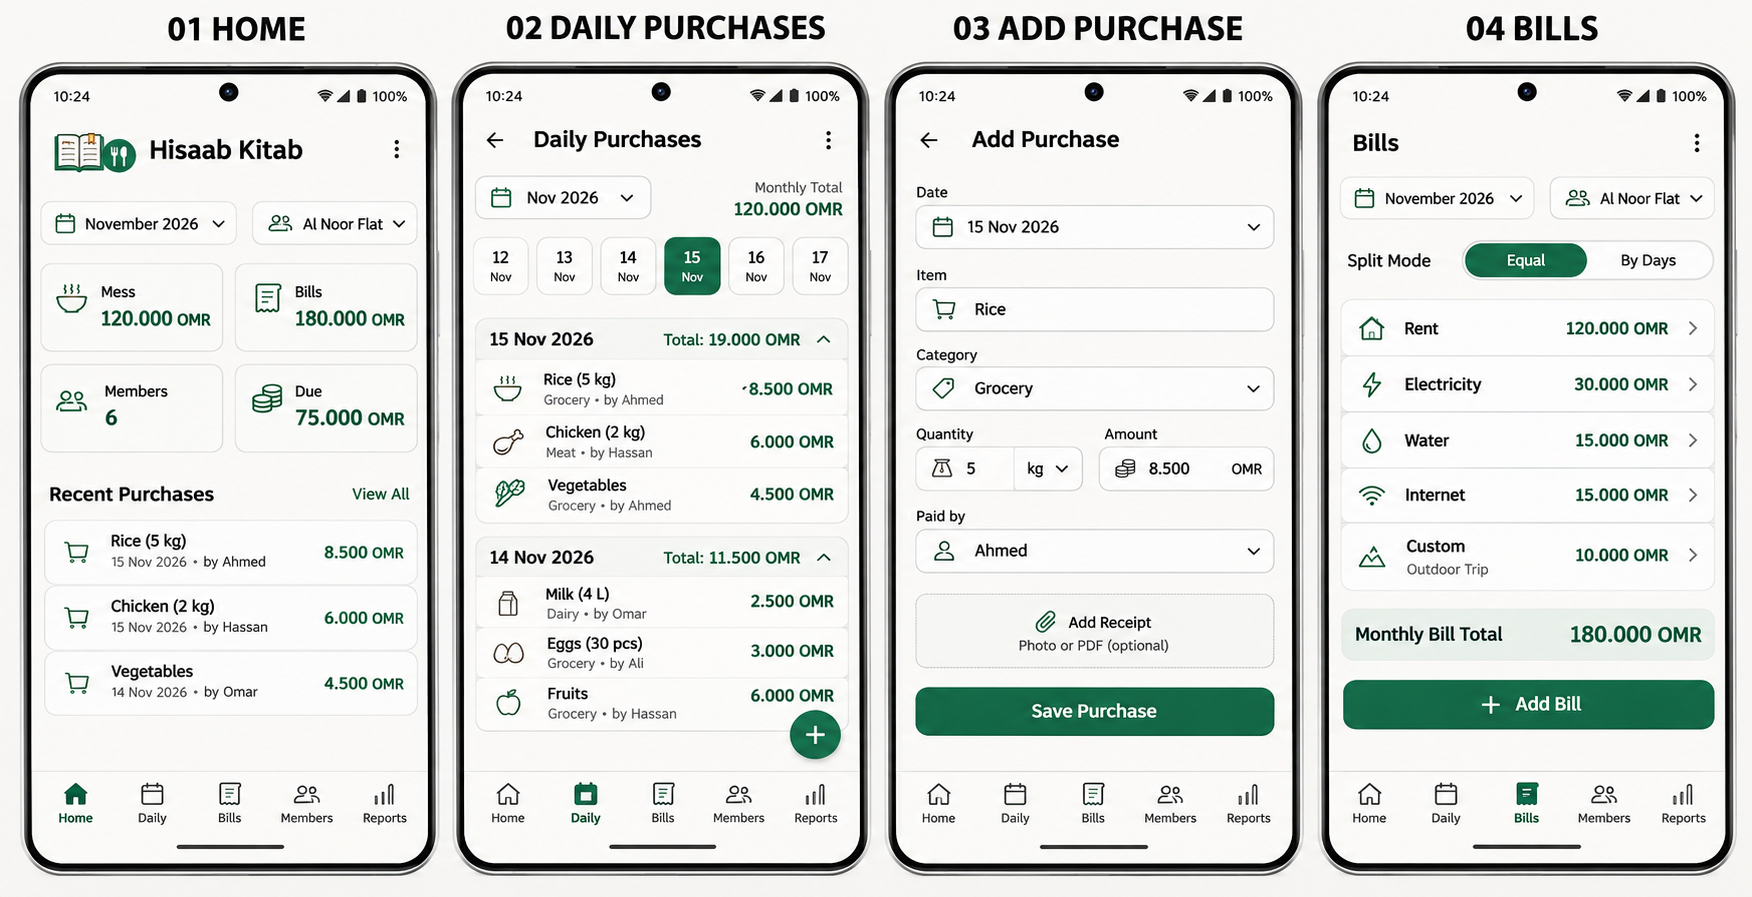 01 HOME
10:24
100%
Hisaab Kitab
November 2026
Al Noor Flat
Mess
120.000 OMR
Bills
180.000 OMR
Members
6
Due
75.000 OMR
Recent Purchases
View All
Rice (5 kg)
15 Nov 2026 • by Ahmed
8.500 OMR
Chicken (2 kg)
15 Nov 2026 • by Hassan
6.000 OMR
Vegetables
14 Nov 2026 • by Omar
4.500 OMR
Home
Daily
Bills
Members
Reports
02 DAILY PURCHASES
10:24
100%
Daily Purchases
Nov 2026
Monthly Total
120.000 OMR
12
Nov
13
Nov
14
Nov
15
Nov
16
Nov
17
Nov
15 Nov 2026
Total: 19.000 OMR
Rice (5 kg)
Grocery • by Ahmed
8.500 OMR
Chicken (2 kg)
Meat • by Hassan
6.000 OMR
Vegetables
Grocery • by Ahmed
4.500 OMR
14 Nov 2026
Total: 11.500 OMR
Milk (4 L)
Dairy • by Omar
2.500 OMR
Eggs (30 pcs)
Grocery • by Ali
3.000 OMR
Fruits
Grocery • by Hassan
6.000 OMR
Home
Daily
Bills
Members
Reports
03 ADD PURCHASE
10:24
100%
Add Purchase
Date
15 Nov 2026
Item
Rice
Category
Grocery
Quantity
5
kg
Amount
8.500
OMR
Paid by
Ahmed
Add Receipt
Photo or PDF (optional)
Save Purchase
Home
Daily
Bills
Members
Reports
04 BILLS
10:24
100%
Bills
November 2026
Al Noor Flat
Split Mode
Equal
By Days
Rent
120.000 OMR
Electricity
30.000 OMR
Water
15.000 OMR
Internet
15.000 OMR
Custom
Outdoor Trip
10.000 OMR
Monthly Bill Total
180.000 OMR
+ Add Bill
Home
Daily
Bills
Members
Reports